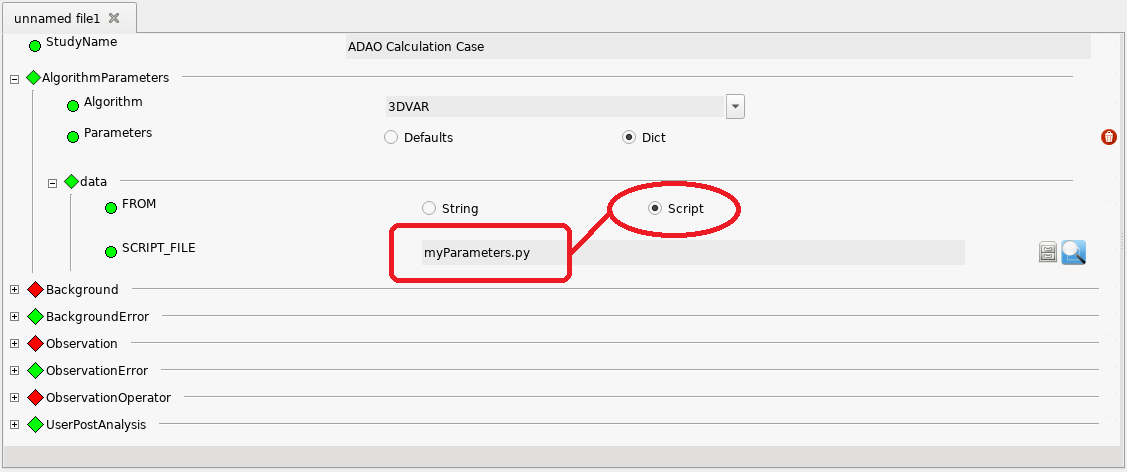 unnamed file1
StudyName ADAO Calculation Case
AlgorithmParameters
Algorithm 3DVAR
Parameters Defaults Dict
data
FROM String Script
SCRIPT_FILE myParameters.py
Background
BackgroundError
Observation
ObservationError
ObservationOperator
UserPostAnalysis